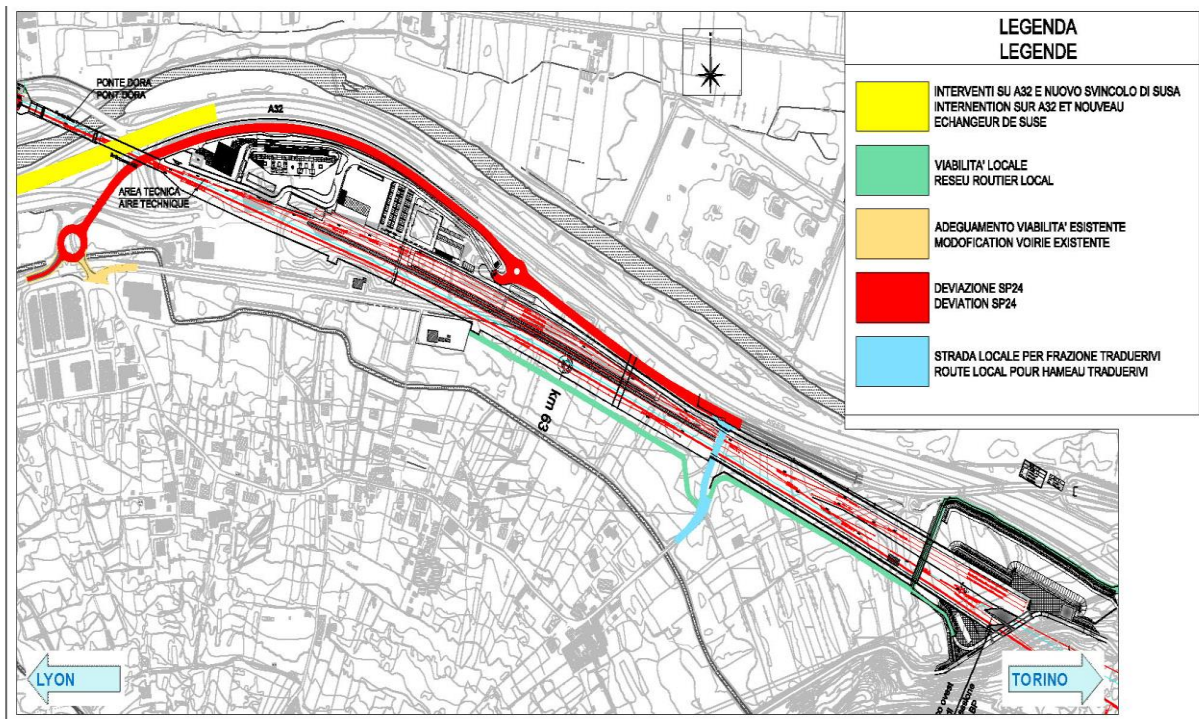 LEGENDA
LEGENDE
INTERVENTI SU A32 E NUOVO SVINCOLO DI SUSA
INTERNENTION SUR A32 ET NOUVEAU
ECHANGEUR DE SUSE
VIABILITA' LOCALE
RESEU ROUTIER LOCAL
ADEGUAMENTO VIABILITA' ESISTENTE
MODOFICATION VOIRIE EXISTENTE
DEVIAZIONE SP24
DEVIATION SP24
STRADA LOCALE PER FRAZIONE TRADUERIVI
ROUTE LOCAL POUR HAMEAU TRADUERIVI
PONTE DORA
PONT DORA
A32
AREA TECNICA
AIRE TECHNIQUE
km 63
LYON
TORINO